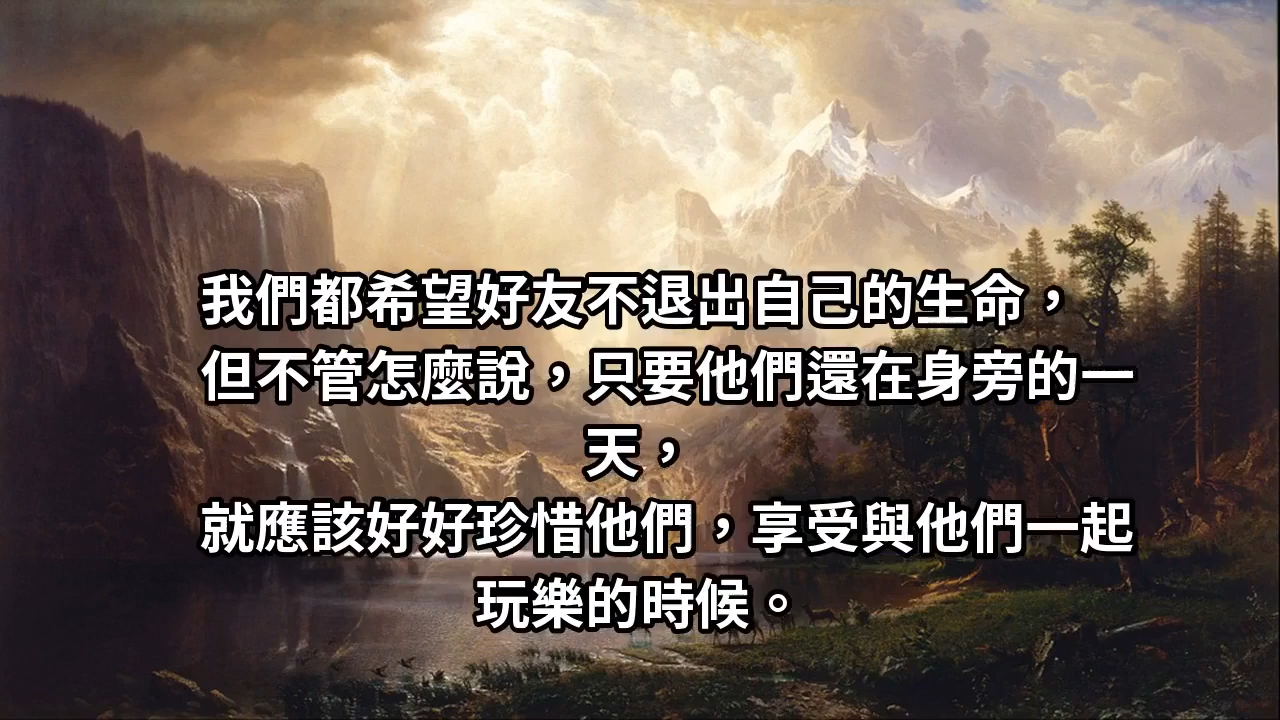 我們都希望好友不退出自己的生命，
但不管怎麼說，只要他們還在身旁的一
天，
就應該好好珍惜他們，享受與他們一起
玩樂的時候。